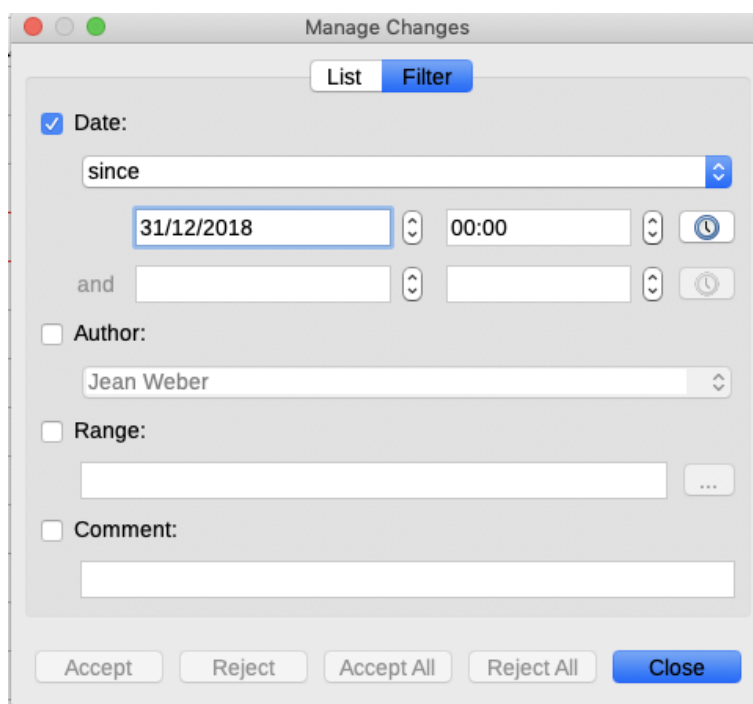 Manage Changes
List Filter
Date:
since
31/12/2018 00:00
and
Author:
Jean Weber
Range:
...
Comment:
Accept Reject Accept All Reject All Close